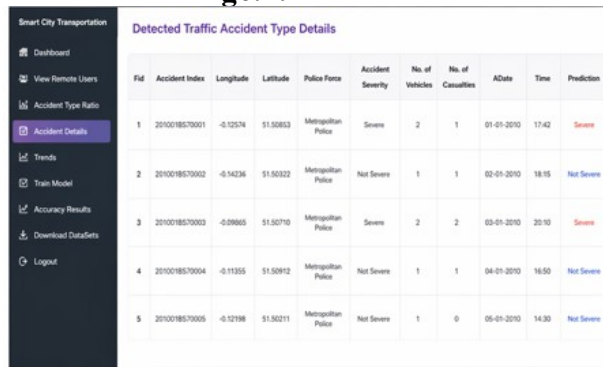 Smart City Transportation
Dashboard
View Remote Users
Accident Type Ratio
Accident Details
Trends
Train Model
Accuracy Results
Download DataSets
Logout
Detected Traffic Accident Type Details
Fid Accident Index Longitude Latitude Police Force Accident Severity No. of Vehicles No. of Casualties ADate Time Prediction
1 201001BS70001 -0.12574 51.50853 Metropolitan Police Severe 2 1 01-01-2010 17:42 Severe
2 201001BS70002 -0.14236 51.50322 Metropolitan Police Not Severe 1 1 02-01-2010 18:15 Not Severe
3 201001BS70003 -0.09865 51.50710 Metropolitan Police Severe 2 2 03-01-2010 20:10 Severe
4 201001BS70004 -0.11355 51.50912 Metropolitan Police Not Severe 1 1 04-01-2010 16:50 Not Severe
5 201001BS70005 -0.12198 51.50211 Metropolitan Police Not Severe 1 0 05-01-2010 14:30 Not Severe